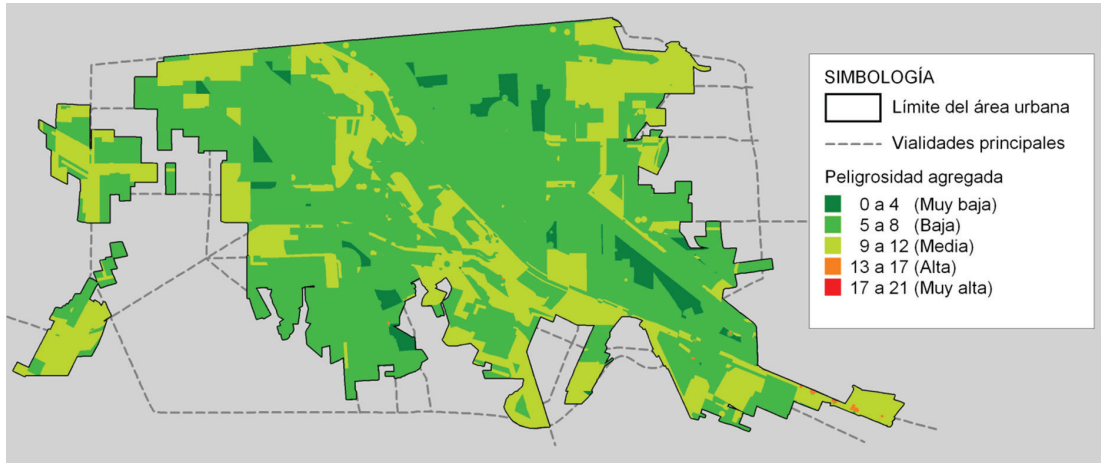 SIMBOLOGÍA
Límite del área urbana
Vialidades principales
Peligrosidad agregada
0 a 4 (Muy baja)
5 a 8 (Baja)
9 a 12 (Media)
13 a 17 (Alta)
17 a 21 (Muy alta)